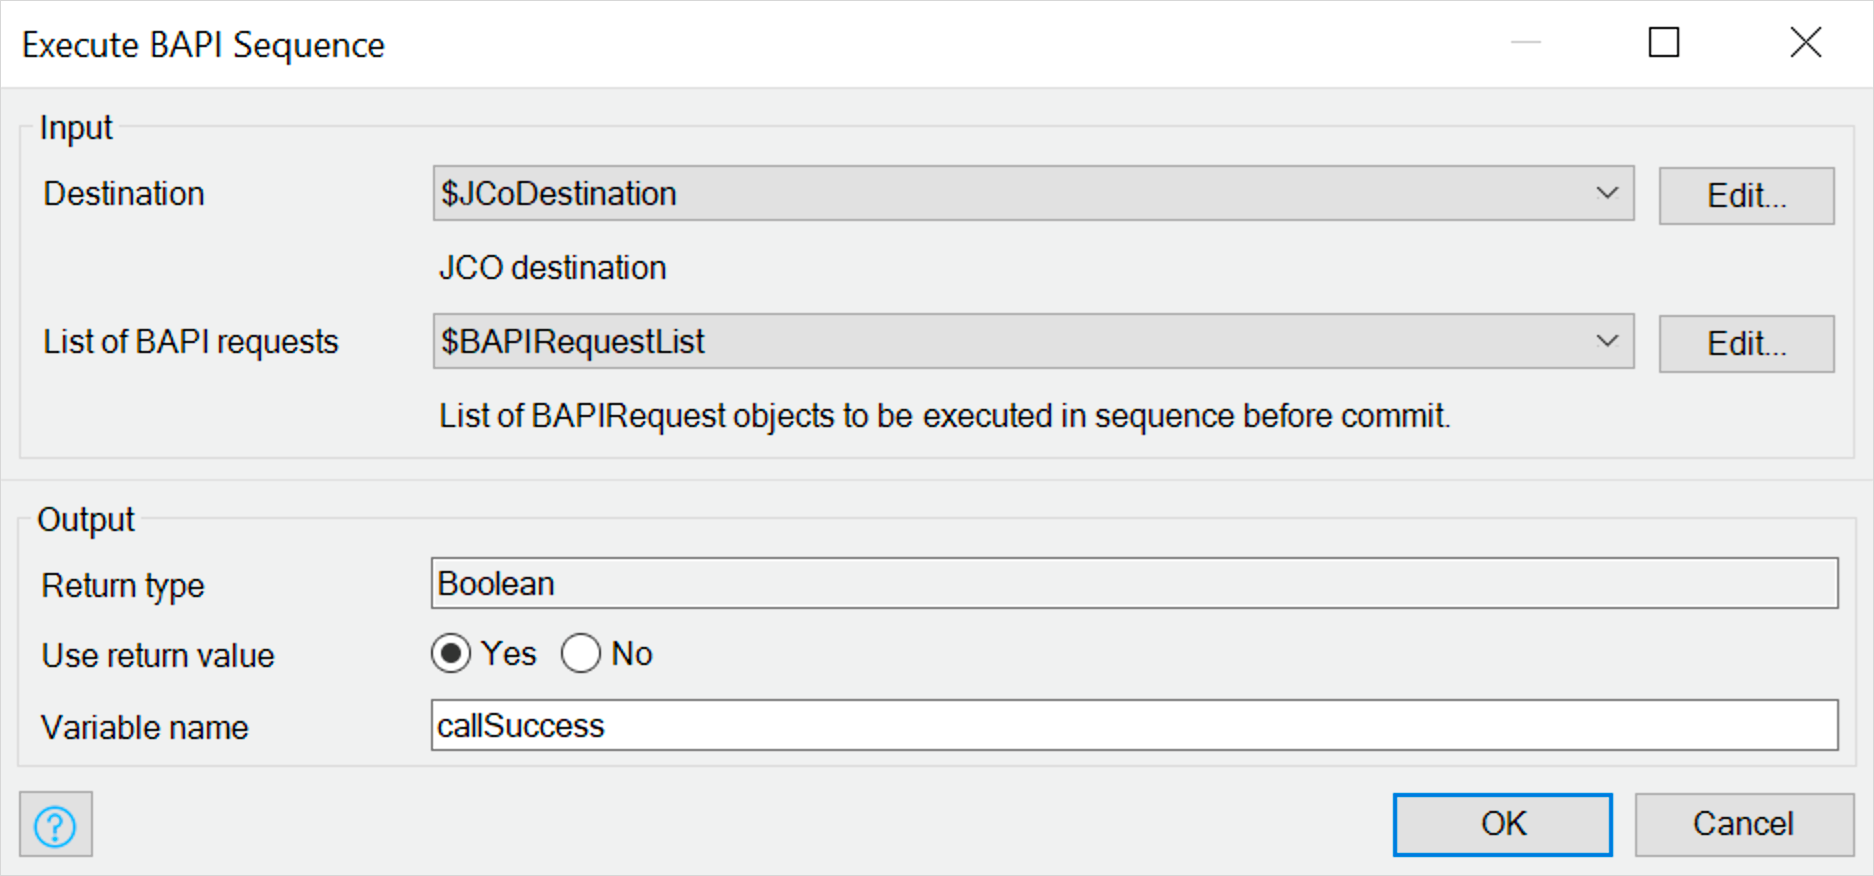 Execute BAPI Sequence
Input
Destination
$JCoDestination
Edit...
JCO destination
List of BAPI requests
$BAPIRequestList
Edit...
List of BAPIRequest objects to be executed in sequence before commit.
Output
Return type
Boolean
Use return value
Yes
No
Variable name
callSuccess
?
OK
Cancel